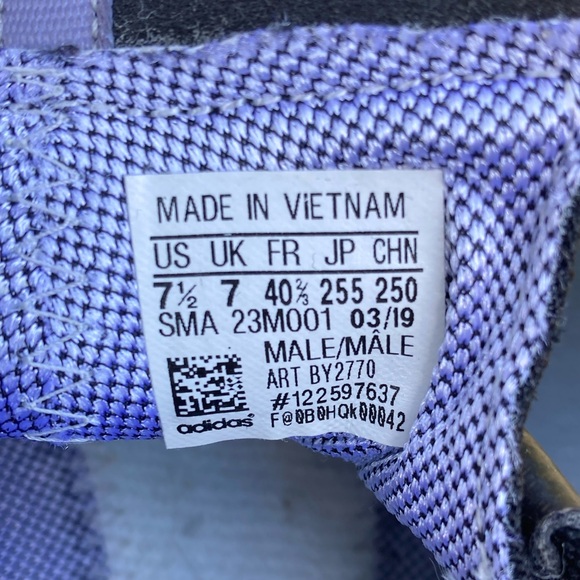 MADE IN VIETNAM
US UK FR JP CHN
7½ 7 40⅔ 255 250
SMA 23M001 03/19
MALE/MÂLE
ART BY2770
#122597637
F@0B0HQk00042
adidas